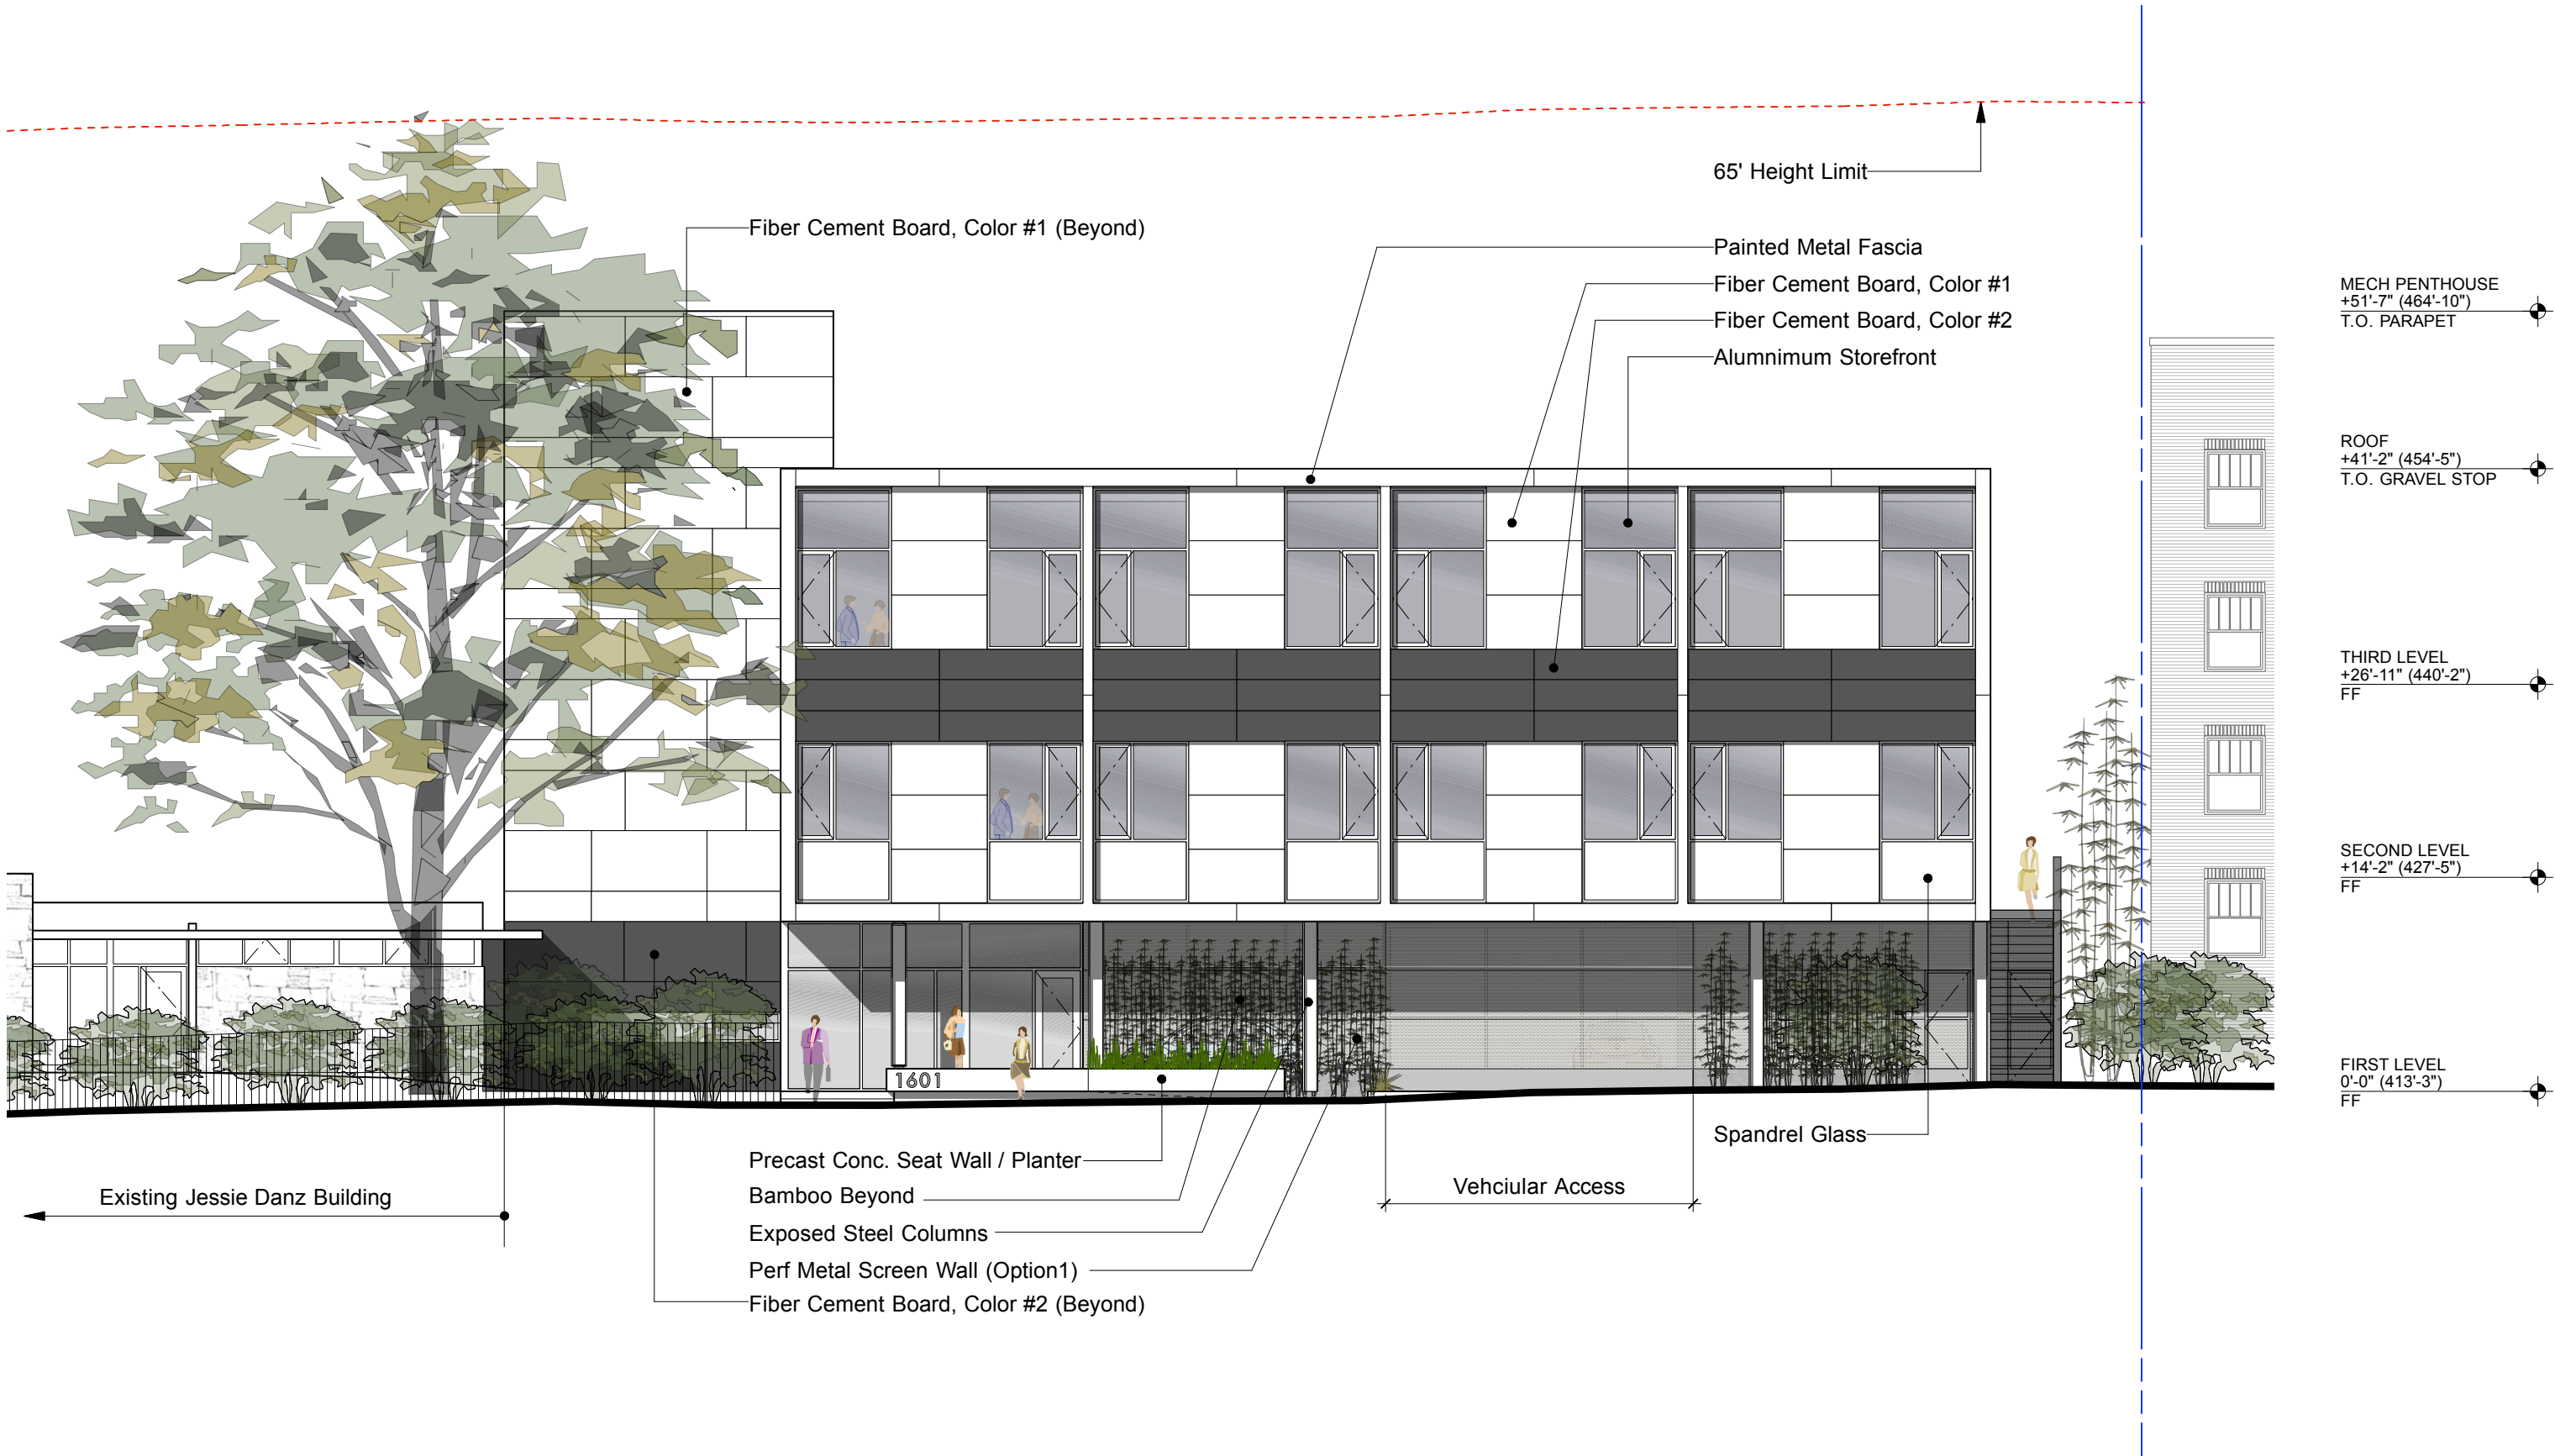 65' Height Limit
Fiber Cement Board, Color #1 (Beyond)
Painted Metal Fascia
Fiber Cement Board, Color #1
Fiber Cement Board, Color #2
Alumnimum Storefront
MECH PENTHOUSE
+51'-7" (464'-10")
T.O. PARAPET
ROOF
+41'-2" (454'-5")
T.O. GRAVEL STOP
THIRD LEVEL
+26'-11" (440'-2")
FF
SECOND LEVEL
+14'-2" (427'-5")
FF
FIRST LEVEL
0'-0" (413'-3")
FF
1601
Spandrel Glass
Precast Conc. Seat Wall / Planter
Bamboo Beyond
Exposed Steel Columns
Perf Metal Screen Wall (Option1)
Fiber Cement Board, Color #2 (Beyond)
Existing Jessie Danz Building
Vehciular Access